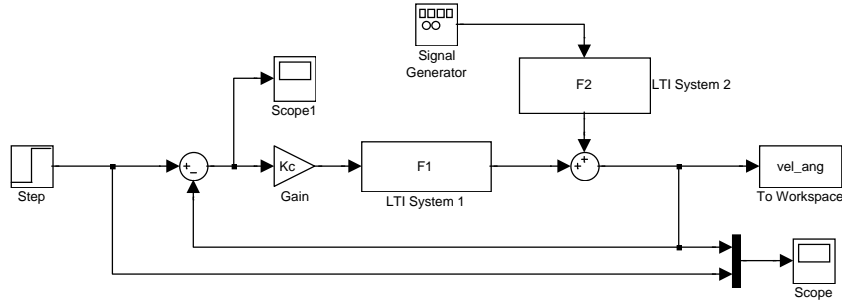 Signal
Generator
F2
LTI System 2
Scope1
Step
+
−
Kc
Gain
F1
LTI System 1
+
+
vel_ang
To Workspace
Scope